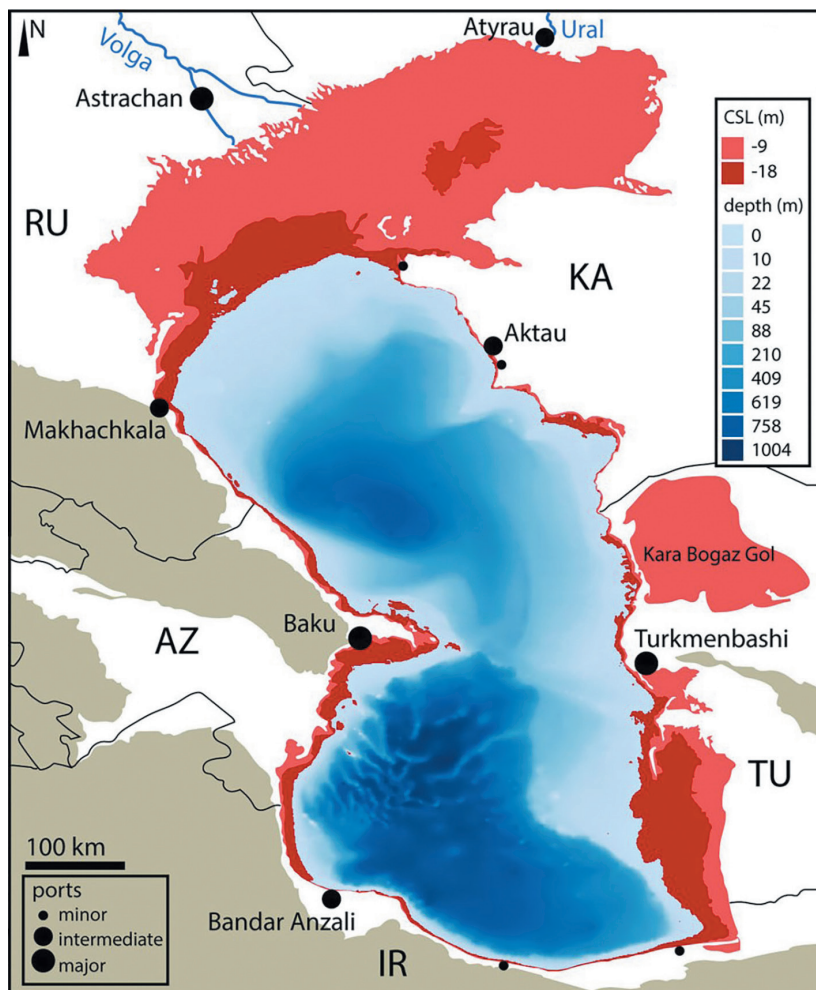 N
Volga
Atyrau
Ural
Astrachan
CSL (m)
-9
-18
depth (m)
0
10
22
45
88
210
409
619
758
1004
RU
KA
Aktau
Makhachkala
Kara Bogaz Gol
Baku
Turkmenbashi
AZ
TU
100 km
ports
minor
intermediate
major
Bandar Anzali
IR